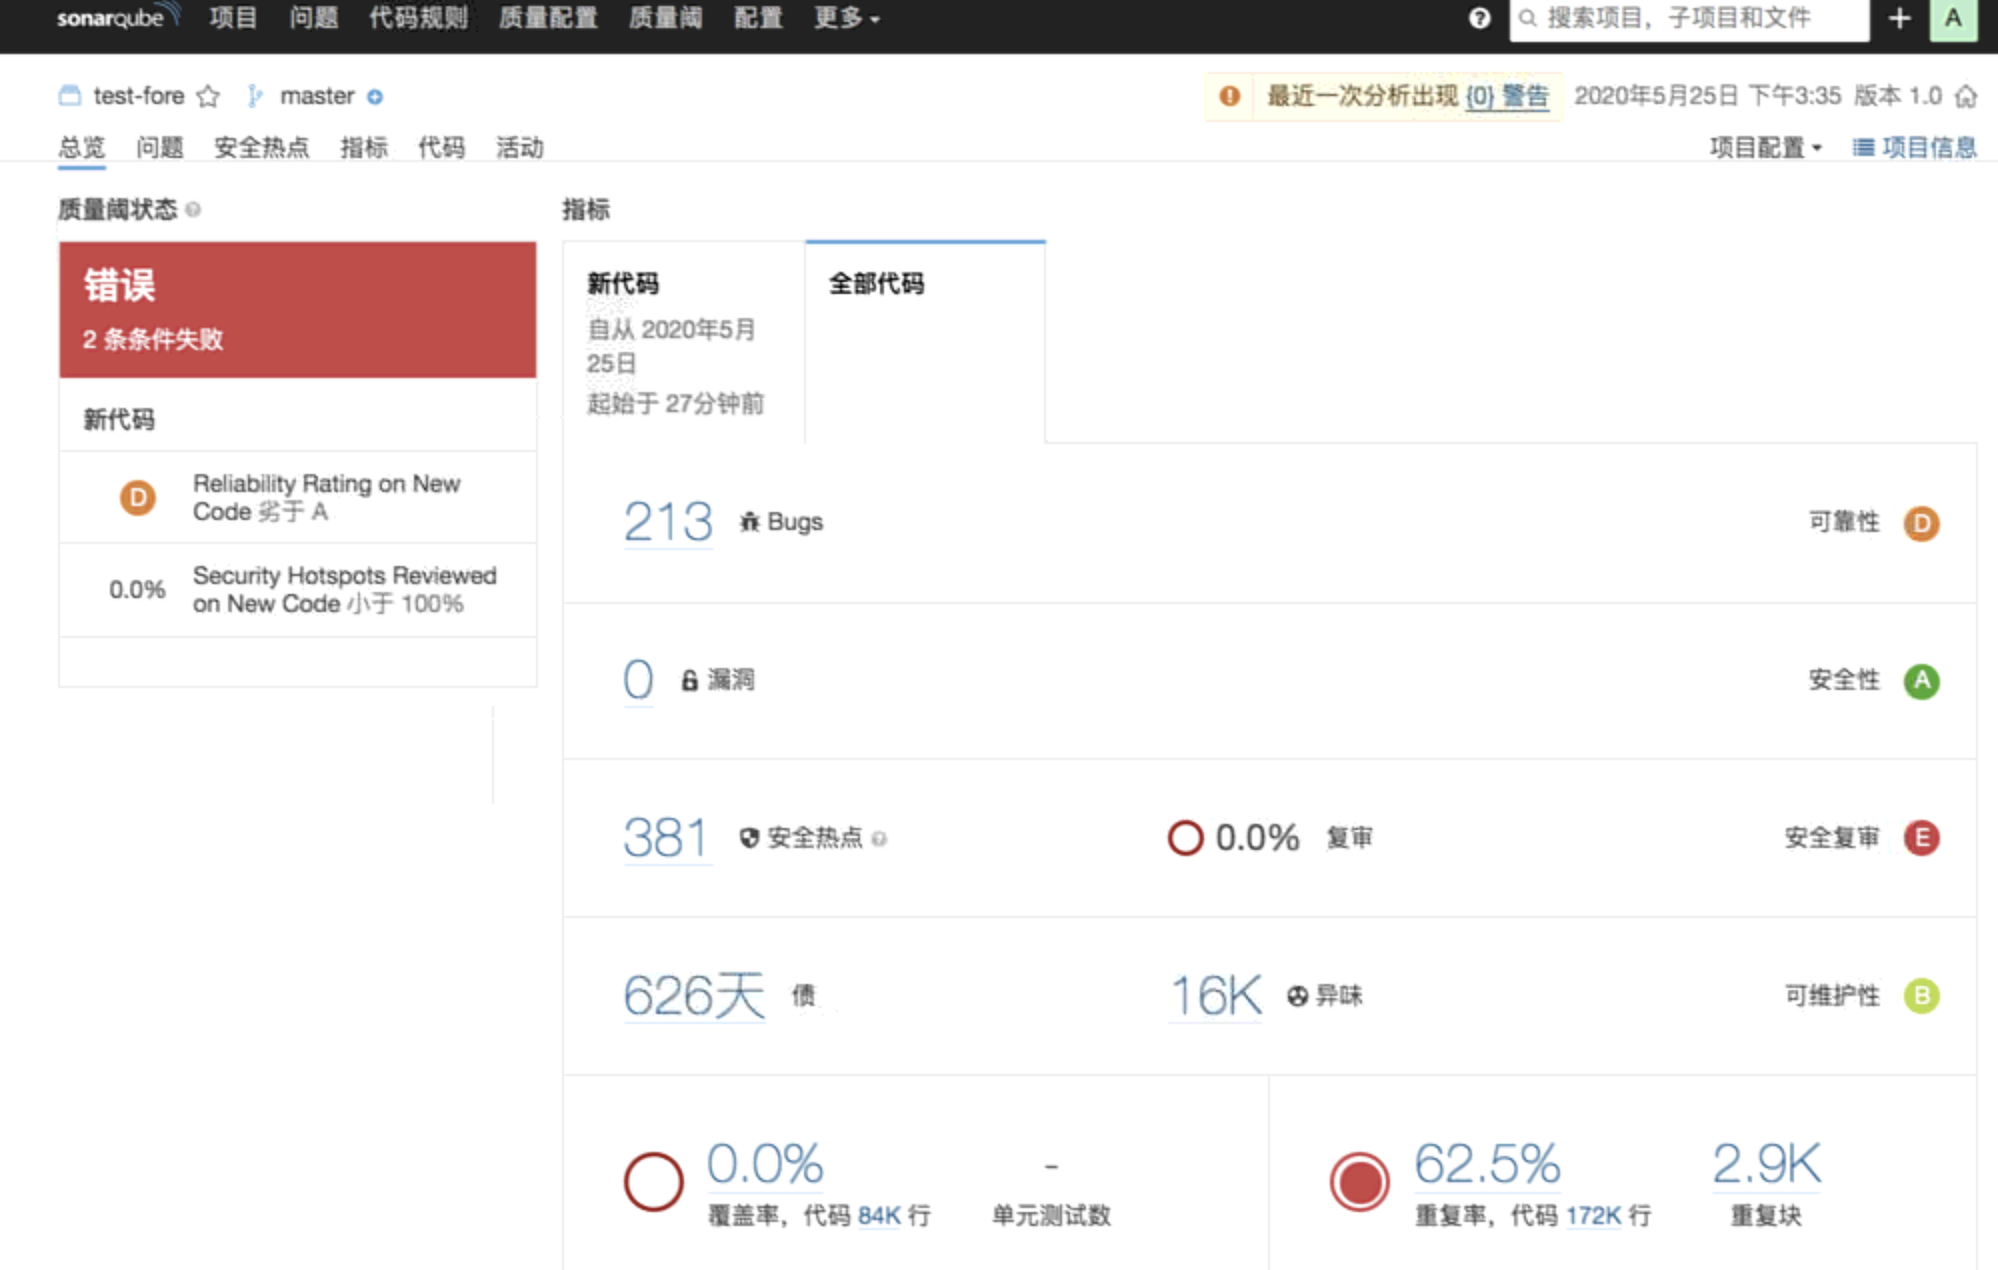 sonarqube 项目 问题 代码规则 质量配置 质量阈 配置 更多 ? 搜索项目，子项目和文件 + A
test-fore master 最近一次分析出现 {0} 警告 2020年5月25日 下午3:35 版本 1.0
总览 问题 安全热点 指标 代码 活动 项目配置 项目信息
质量阈状态 ?
错误
2 条条件失败
新代码
D Reliability Rating on New
Code 劣于 A
0.0% Security Hotspots Reviewed
on New Code 小于 100%
指标
新代码
自从 2020年5月
25日
起始于 27分钟前
全部代码
213 Bugs 可靠性 D
0 漏洞 安全性 A
381 安全热点 ? 0.0% 复审 安全复审 E
626天 债 16K 异味 可维护性 B
0.0% -
覆盖率，代码 84K 行 单元测试数
62.5% 2.9K
重复率，代码 172K 行 重复块